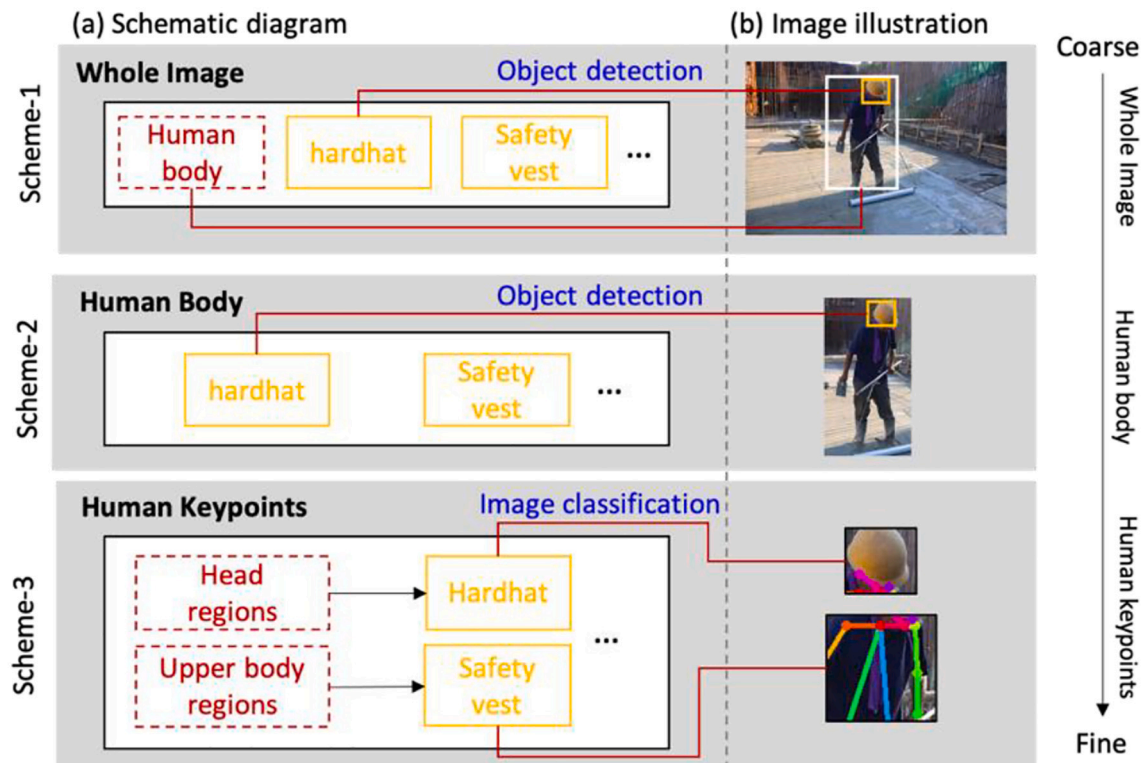 (a) Schematic diagram
(b) Image illustration
Coarse
Scheme-1
Whole Image
Object detection
Human
body
hardhat
Safety
vest
...
Whole Image
Scheme-2
Human Body
Object detection
hardhat
Safety
vest
...
Human body
Scheme-3
Human Keypoints
Image classification
Head
regions
Hardhat
...
Upper body
regions
Safety
vest
Human keypoints
Fine